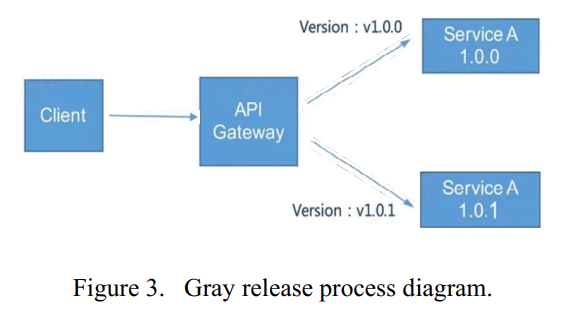 Version : v1.0.0
Service A
1.0.0
Client
API
Gateway
Service A
1.0.1
Version : v1.0.1
Figure 3. Gray release process diagram.